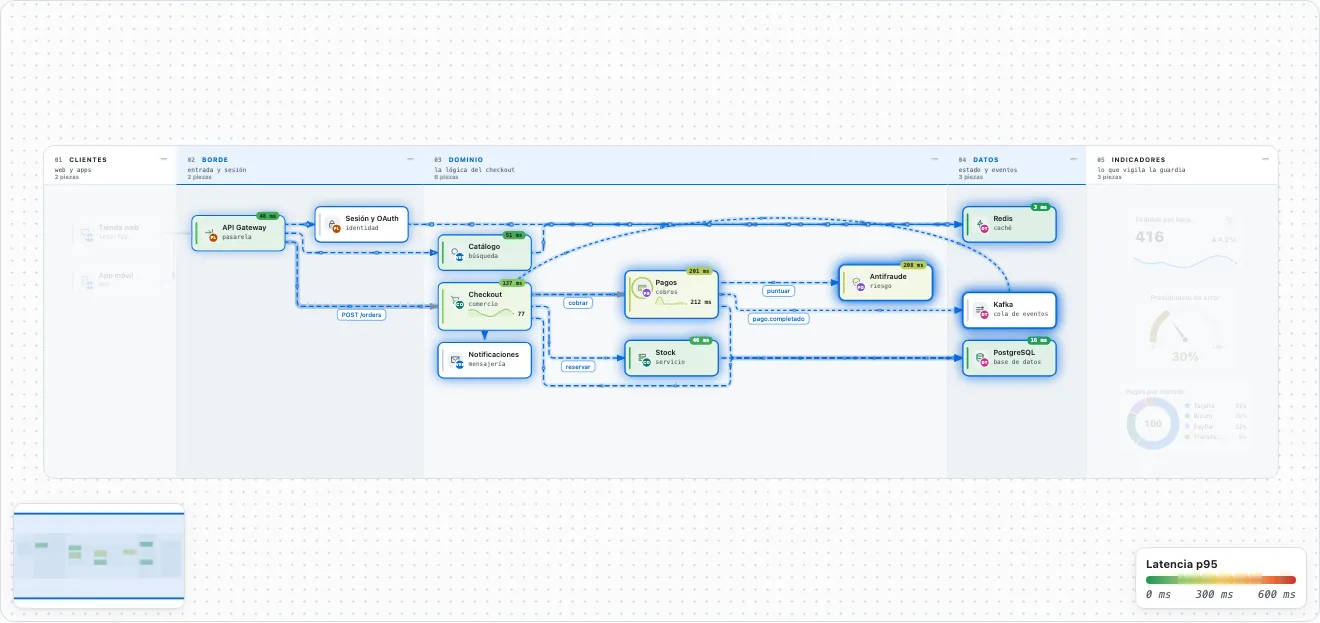 01 CLIENTES
web y apps
2 piezas
02 BORDE
entrada y sesión
2 piezas
03 DOMINIO
la lógica del checkout
6 piezas
04 DATOS
estado y eventos
3 piezas
05 INDICADORES
lo que vigila la guardia
3 piezas
Tienda web
App móvil
48 ms
API Gateway
pasarela
Sesión y OAuth
identidad
51 ms
Catálogo
búsqueda
137 ms
Checkout
comercio
77
Notificaciones
mensajería
POST /orders
cobrar
reservar
201 ms
Pagos
cobros
212 ms
46 ms
Stock
servicio
puntuar
pago.completado
208 ms
Antifraude
riesgo
3 ms
Redis
caché
Kafka
cola de eventos
16 ms
PostgreSQL
base de datos
416
▲4,2%
Presupuesto de error
30%
Pagos por método
100
Latencia p95
0 ms 300 ms 600 ms